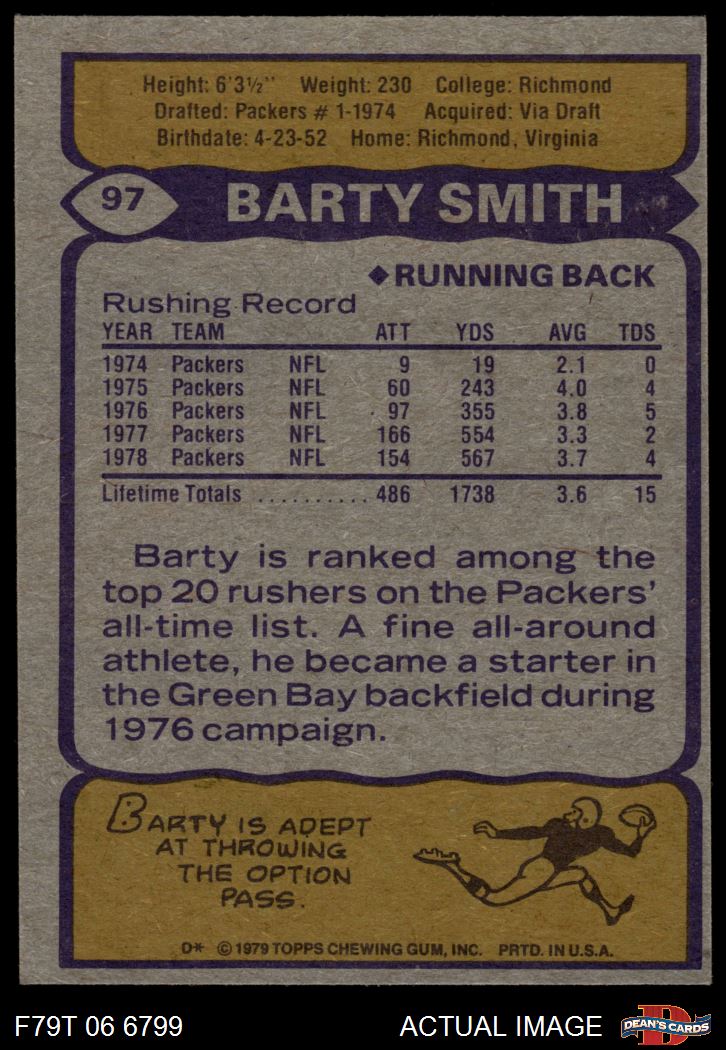 Height: 6'3½" Weight: 230 College: Richmond
Drafted: Packers # 1-1974 Acquired: Via Draft
Birthdate: 4-23-52 Home: Richmond, Virginia
97 BARTY SMITH
◆RUNNING BACK
Rushing Record
YEAR TEAM ATT YDS AVG TDS
1974 Packers NFL 9 19 2.1 0
1975 Packers NFL 60 243 4.0 4
1976 Packers NFL 97 355 3.8 5
1977 Packers NFL 166 554 3.3 2
1978 Packers NFL 154 567 3.7 4
Lifetime Totals .......... 486 1738 3.6 15
Barty is ranked among the
top 20 rushers on the Packers'
all-time list. A fine all-around
athlete, he became a starter in
the Green Bay backfield during
1976 campaign.
BARTY IS ADEPT
AT THROWING
THE OPTION
PASS.
D* © 1979 TOPPS CHEWING GUM, INC. PRTD. IN U.S.A.
F79T 06 6799 ACTUAL IMAGE D DEAN'S CARDS